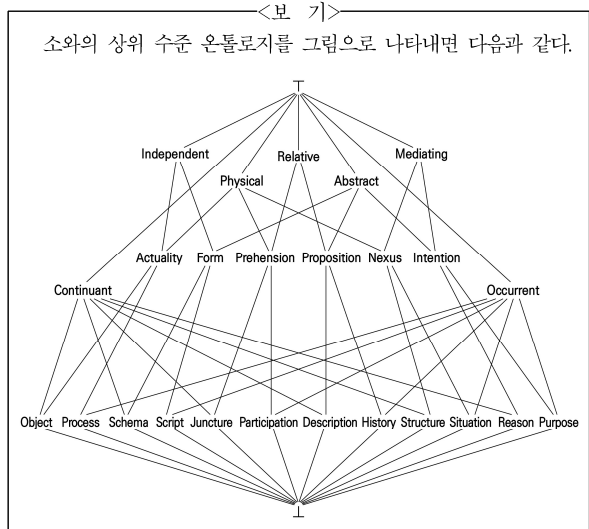 <보 기>
소와의 상위 수준 온톨로지를 그림으로 나타내면 다음과 같다.
⊤
Independent Relative Mediating
Physical Abstract
Actuality Form Prehension Proposition Nexus Intention
Continuant Occurrent
Object Process Schema Script Juncture Participation Description History Structure Situation Reason Purpose
⊥